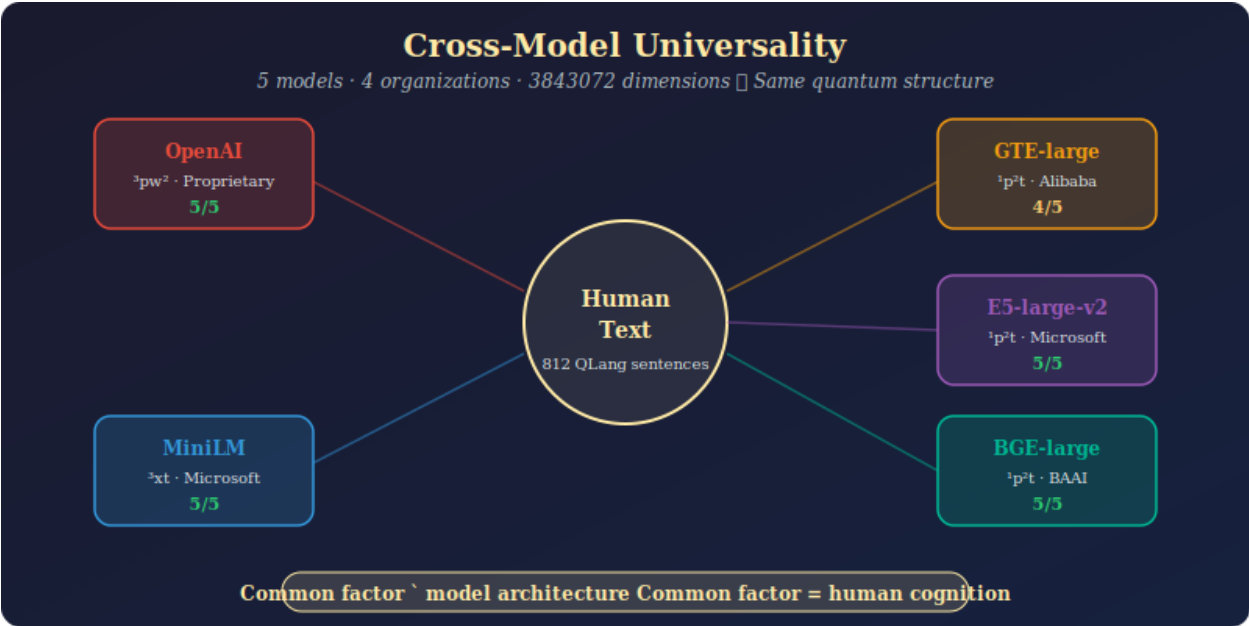 Cross-Model Universality
5 models · 4 organizations · 3843072 dimensions Same quantum structure
OpenAI
³pw² · Proprietary
5/5
GTE-large
¹p²t · Alibaba
4/5
Human
Text
812 QLang sentences
E5-large-v2
¹p²t · Microsoft
5/5
MiniLM
³xt · Microsoft
5/5
BGE-large
¹p²t · BAAI
5/5
Common factor ` model architecture Common factor = human cognition